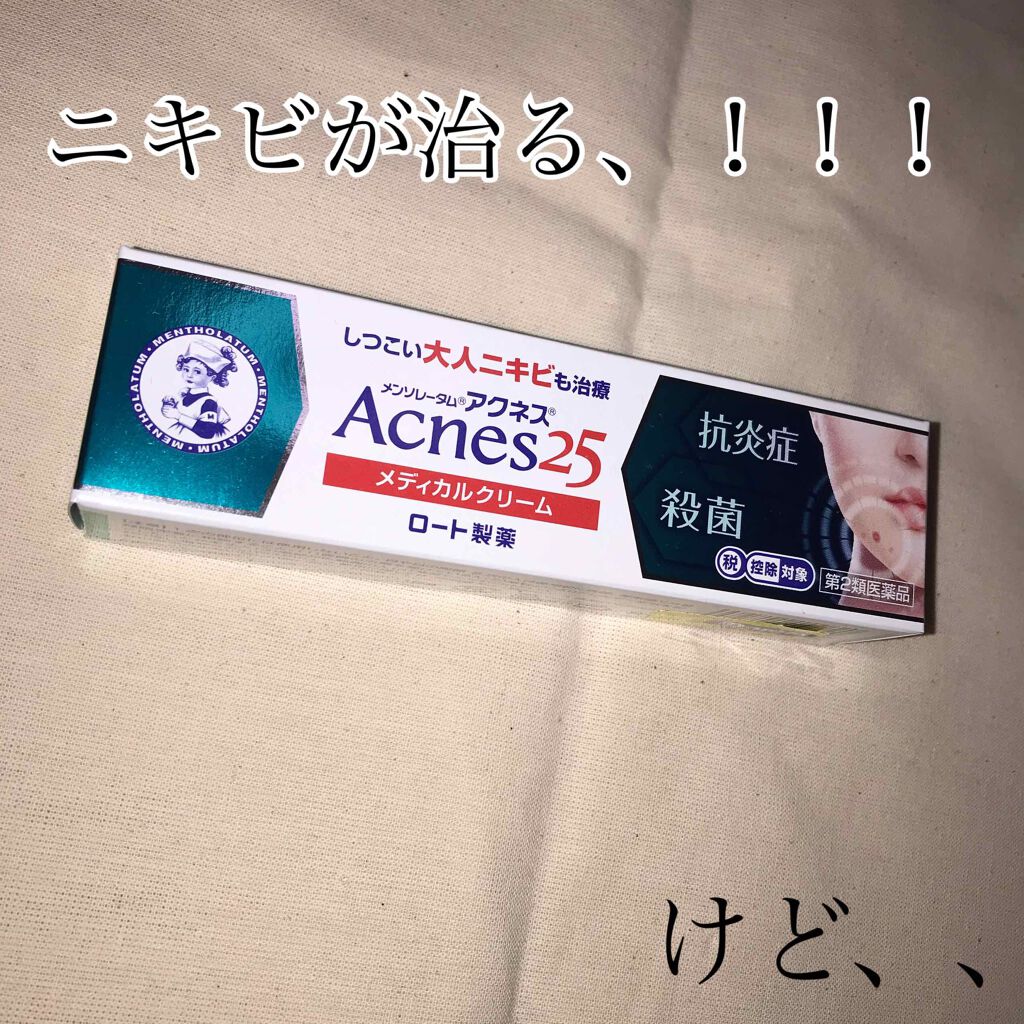 ニキビが治る、！！！
MENTHOLATUM・MENTHOLATUM・MENTHOLATUM・MENTHOLATUM・
しつこい大人ニキビも治療
メンソレータム®アクネス®
Acnes25
メディカルクリーム
ロート製薬
抗炎症
殺菌
税 控除 対象
第2類医薬品
けど、、